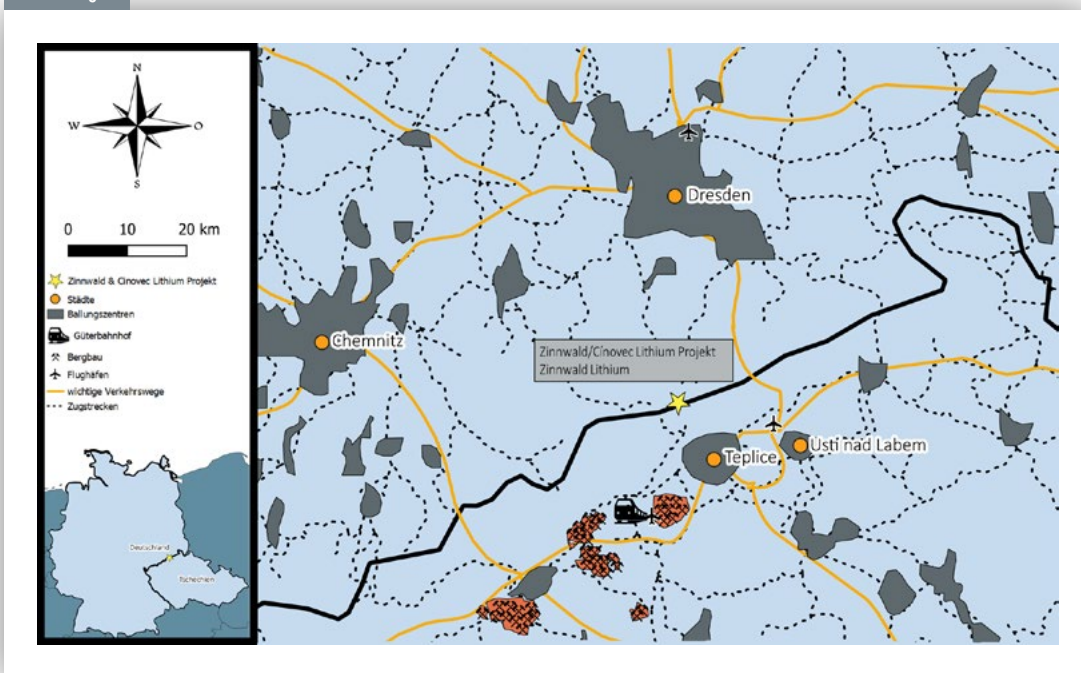 N
W
O
S
0 10 20 km
Zinnwald & Cinovec Lithium Projekt
Städte
Ballungszentren
Güterbahnhof
Bergbau
Flughäfen
wichtige Verkehrswege
Zugstrecken
Deutschland
Tschechien
Dresden
Chemnitz
Zinnwald/Cínovec Lithium Projekt
Zinnwald Lithium
Teplice
Usti nad Labem